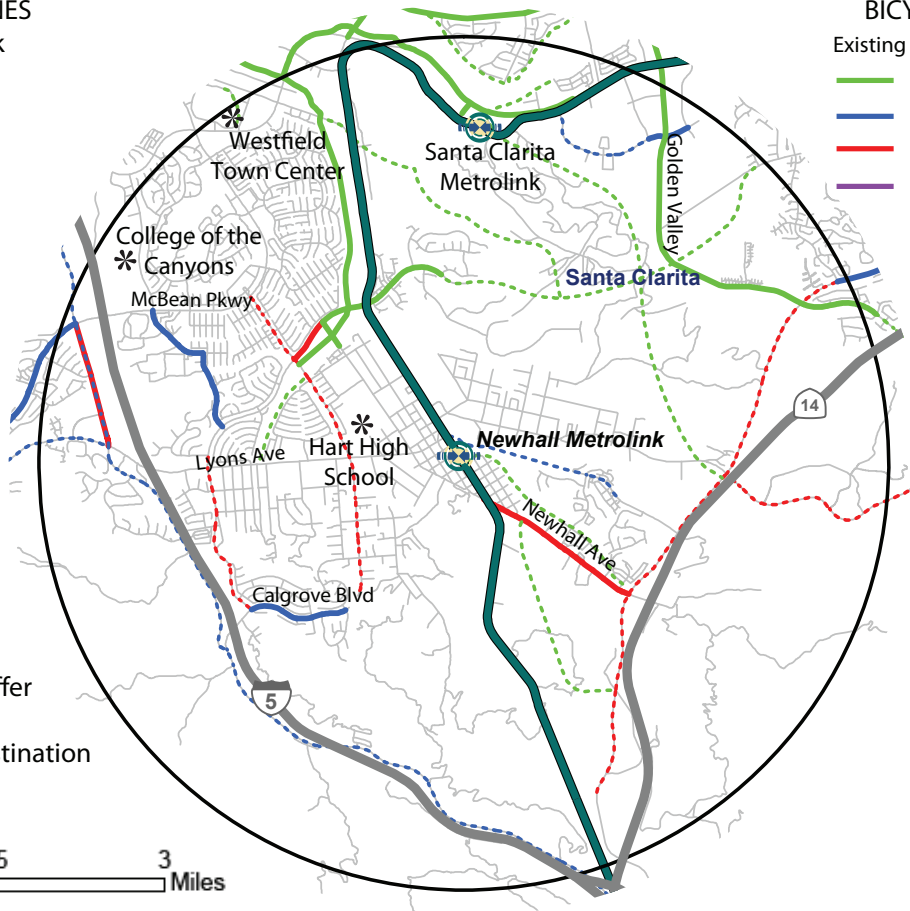 IES
BICY
k
Existing
Westfield
Town Center
Santa Clarita
Metrolink
Golden Valley
College of the
Canyons
McBean Pkwy
Santa Clarita
14
Newhall Metrolink
Hart High
School
Lyons Ave
Newhall Ave
Calgrove Blvd
ffer
5
tination
5
3
Miles